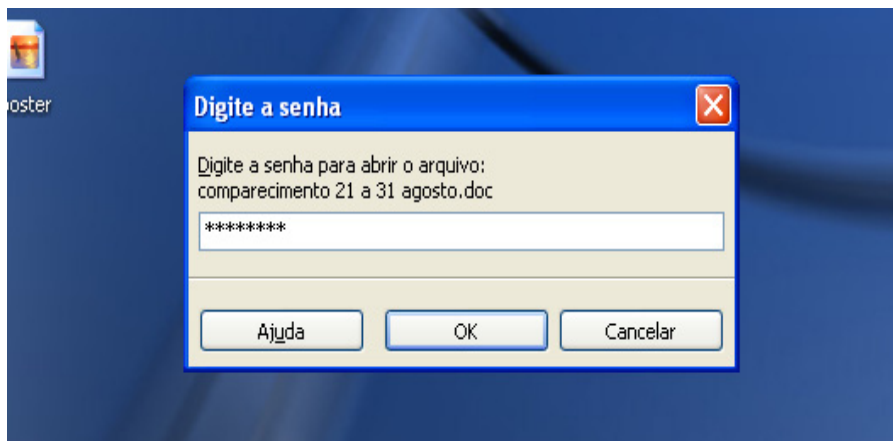 oster
Digite a senha
Digite a senha para abrir o arquivo:
comparecimento 21 a 31 agosto.doc
********
Ajuda
OK
Cancelar